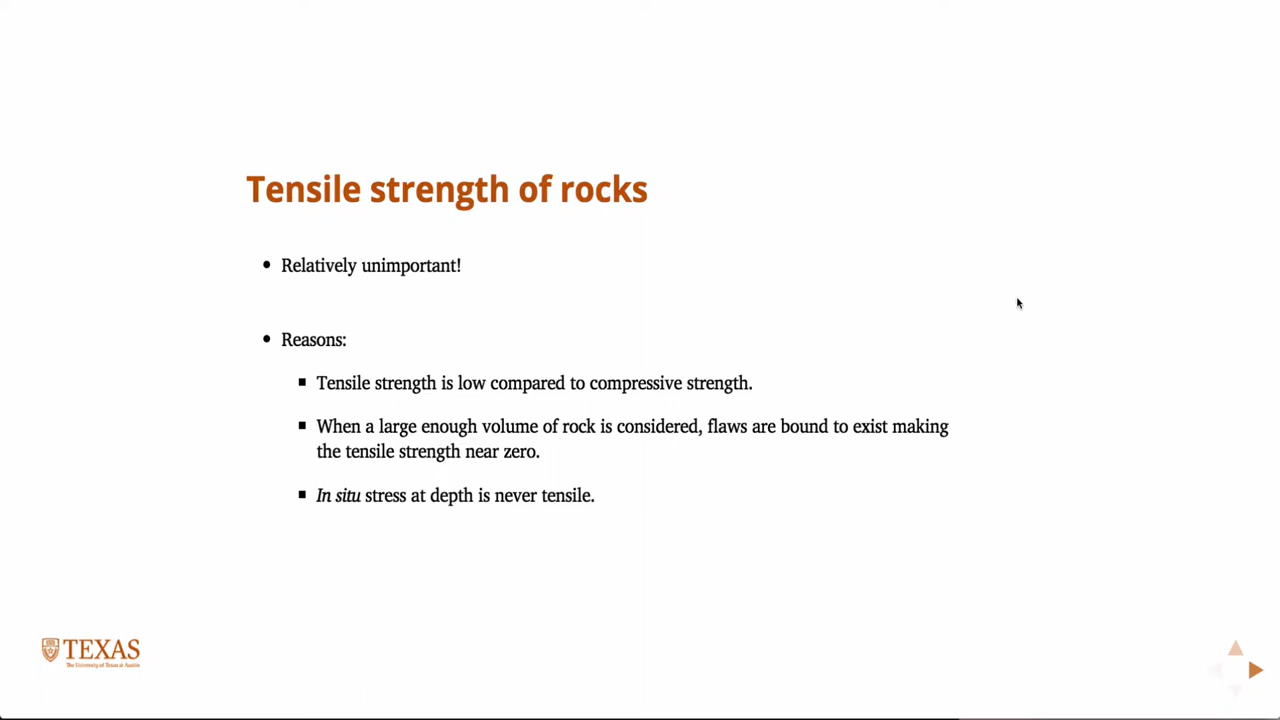 Tensile strength of rocks
• Relatively unimportant!
• Reasons:
▪ Tensile strength is low compared to compressive strength.
▪ When a large enough volume of rock is considered, flaws are bound to exist making
the tensile strength near zero.
▪ In situ stress at depth is never tensile.
TEXAS
The University of Texas at Austin